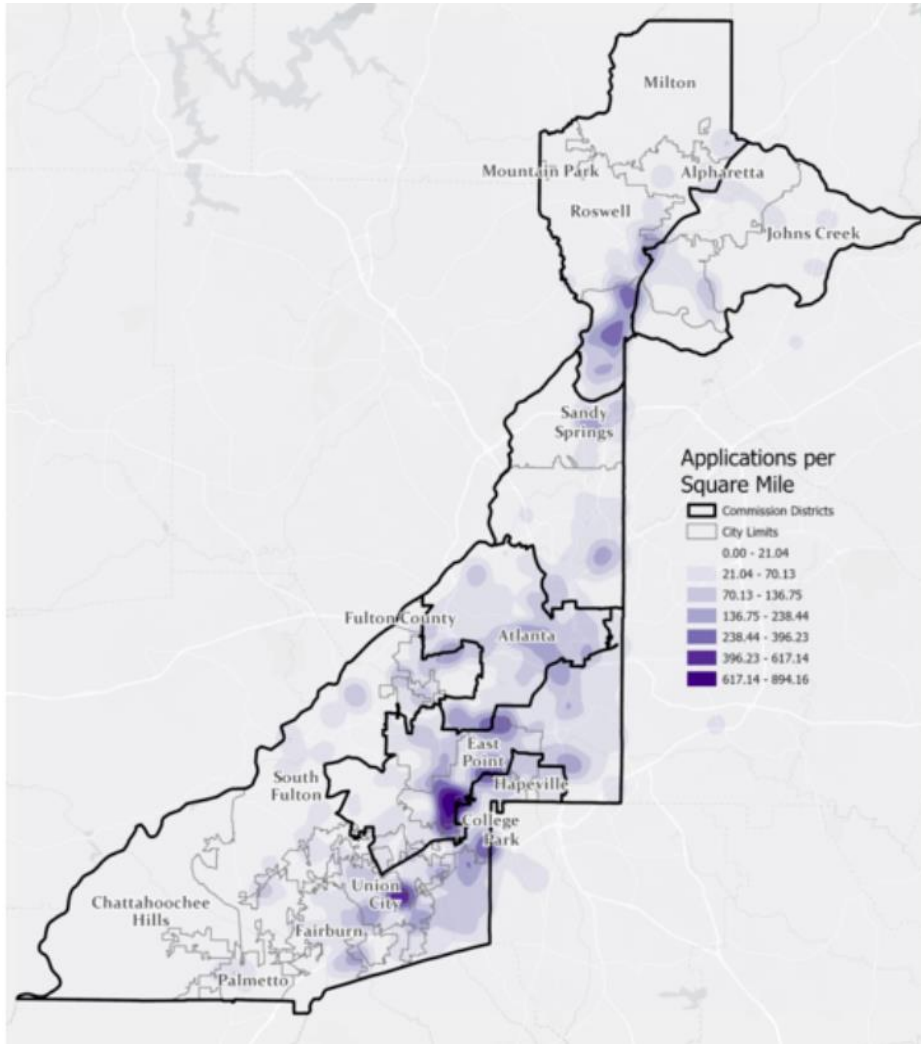 Milton
Mountain Park
Alpharetta
Roswell
Johns Creek
Sandy
Springs
Applications per
Square Mile
Commission Districts
City Limits
0.00 - 21.04
21.04 - 70.13
70.13 - 136.75
136.75 - 238.44
238.44 - 396.23
396.23 - 617.14
617.14 - 894.16
Fulton County
Atlanta
East
Point
Hapeville
South
Fulton
College
Park
Union
City
Chattahoochee
Hills
Fairburn
Palmetto